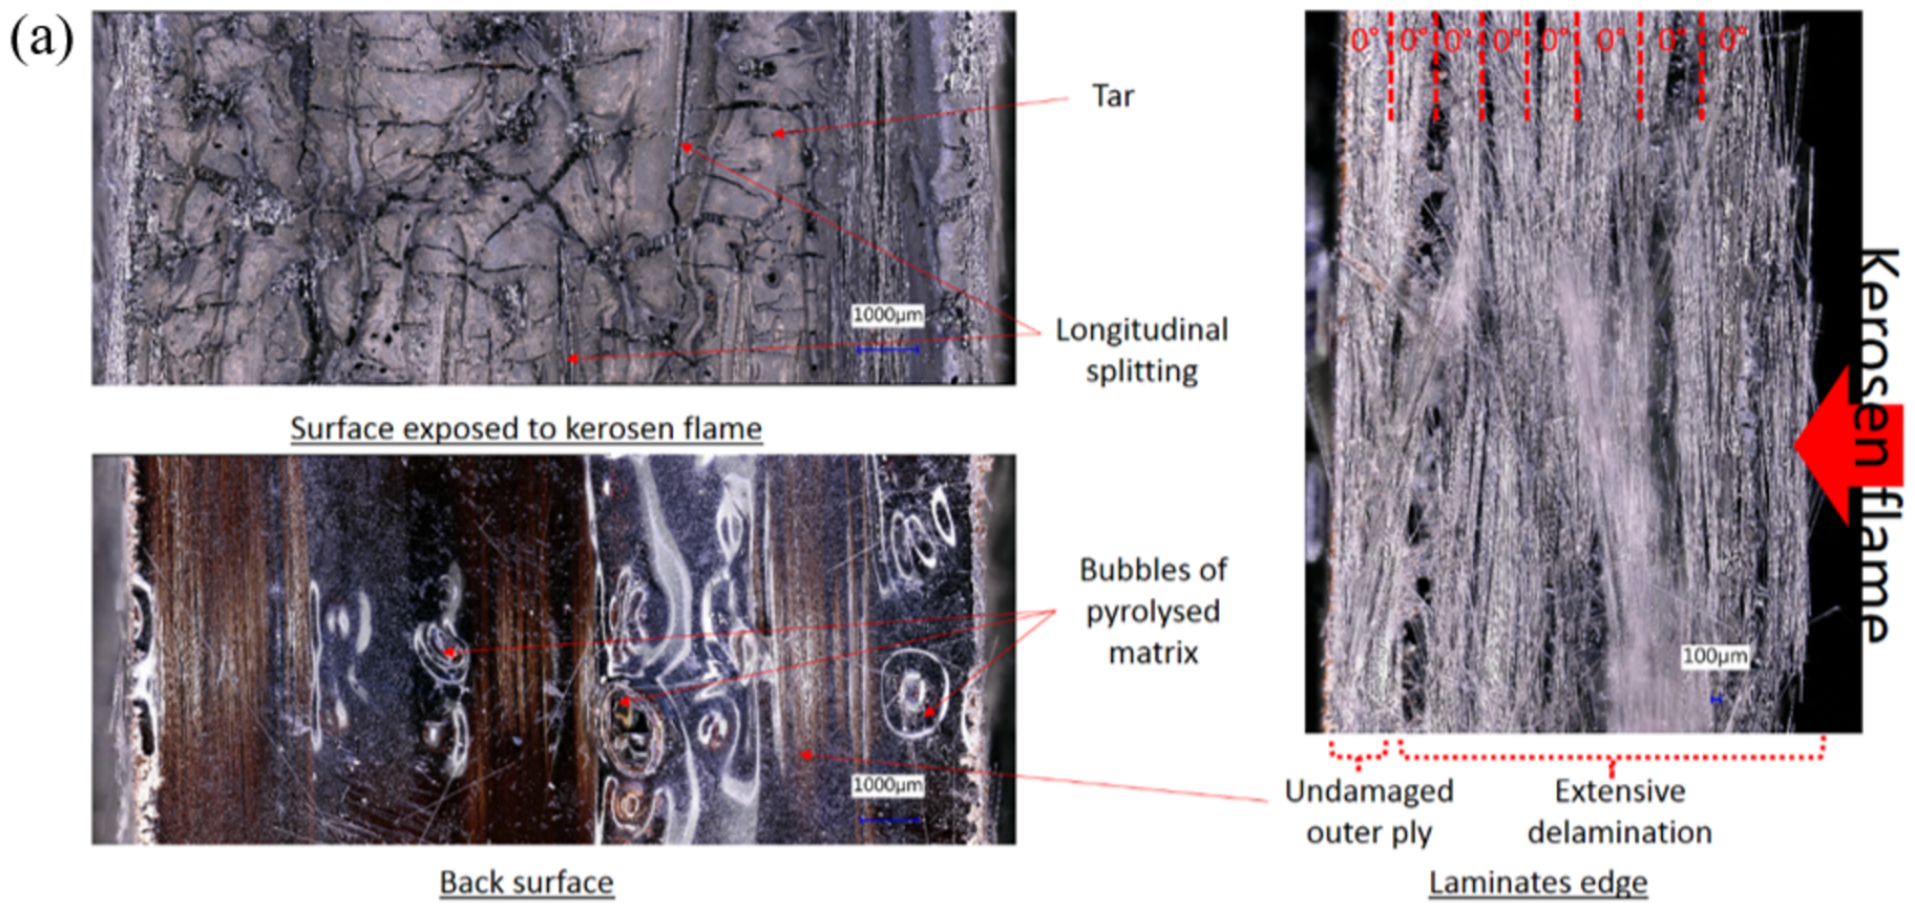 (a)
0° 0° 0° 0° 0° 0° 0° 0°
Tar
1000µm
Longitudinal
splitting
Surface exposed to kerosen flame
Kerosen flame
Bubbles of
pyrolysed
matrix
100µm
1000µm
Undamaged
outer ply
Extensive
delamination
Back surface
Laminates edge